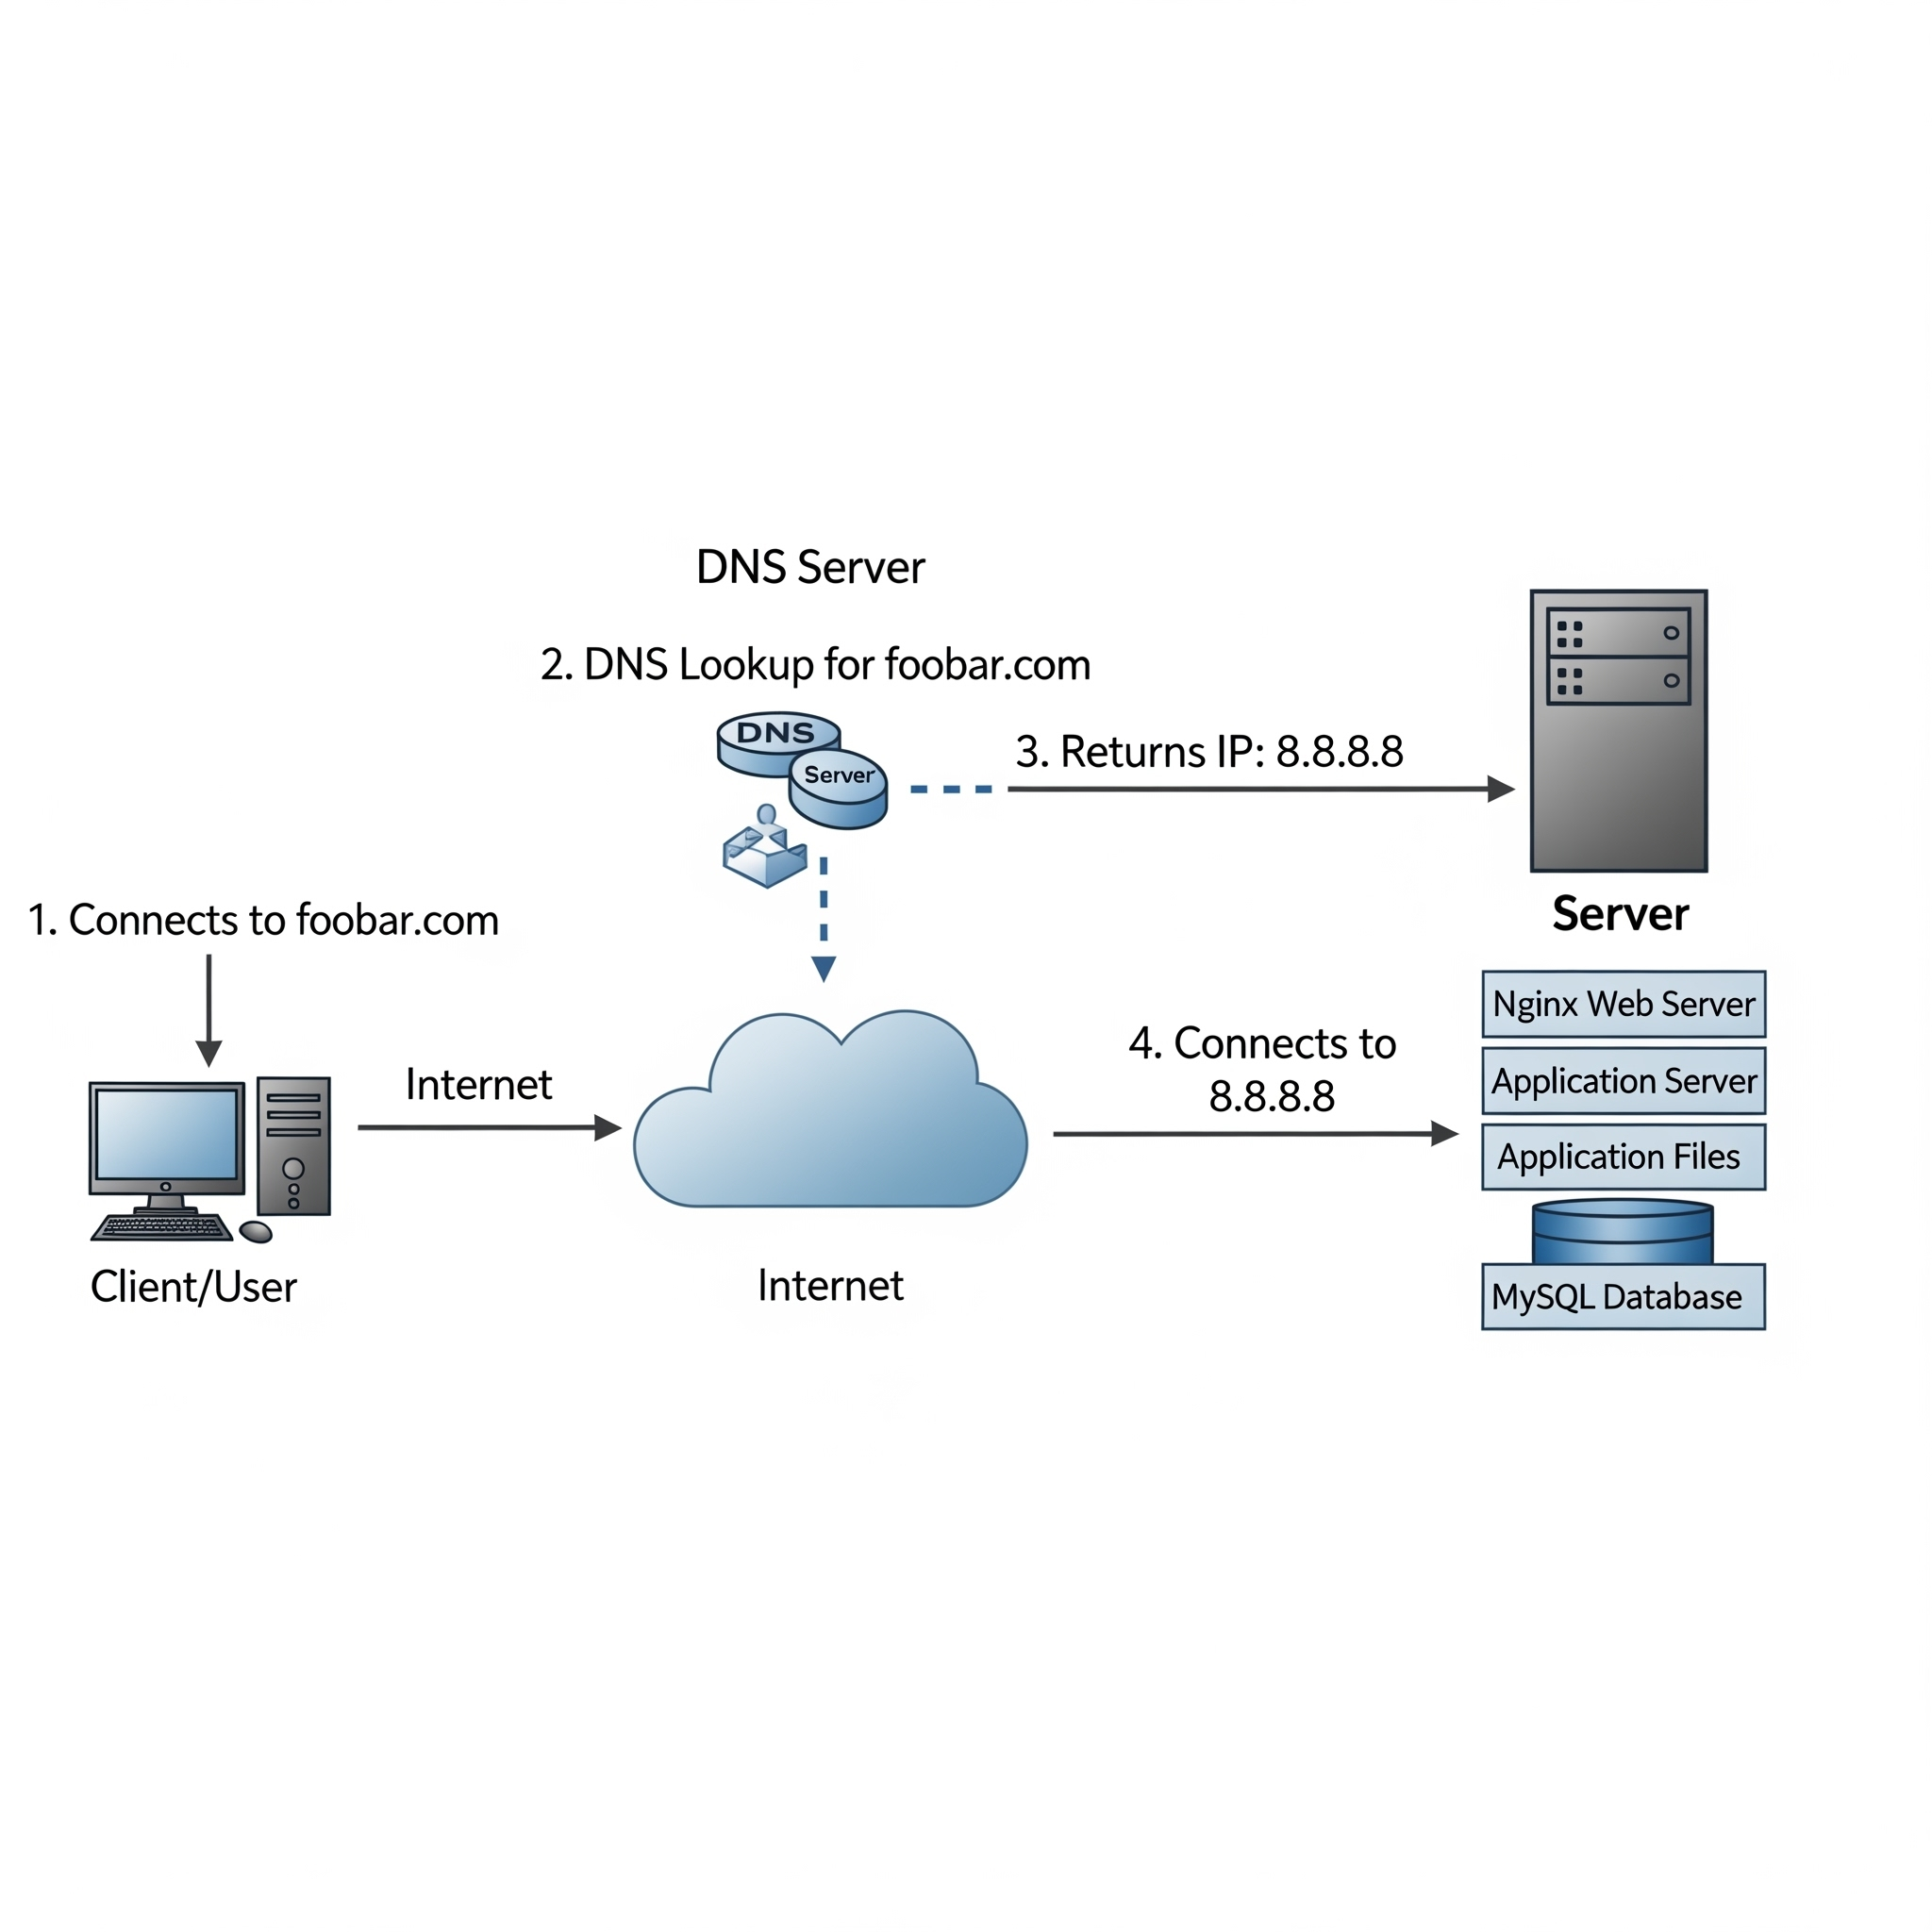 DNS Server
2. DNS Lookup for foobar.com
DNS
Server
3. Returns IP: 8.8.8.8
Server
1. Connects to foobar.com
Internet
Client/User
Internet
4. Connects to
8.8.8.8
Nginx Web Server
Application Server
Application Files
MySQL Database